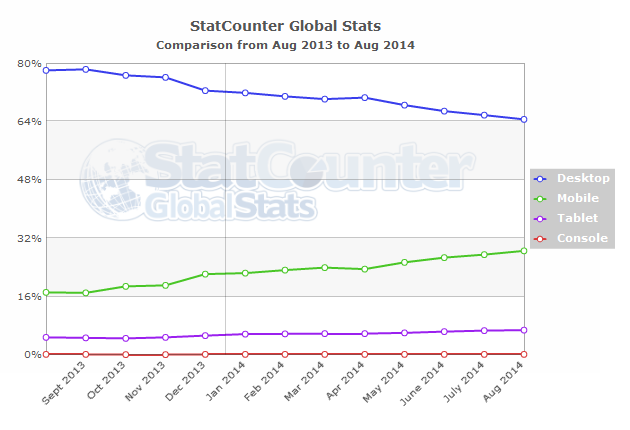 StatCounter Global Stats
Comparison from Aug 2013 to Aug 2014
80%
64%
48%
32%
16%
0%
StatCounter
GlobalStats
Desktop
Mobile
Tablet
Console
Sept 2013
Oct 2013
Nov 2013
Dec 2013
Jan 2014
Feb 2014
Mar 2014
Apr 2014
May 2014
June 2014
July 2014
Aug 2014